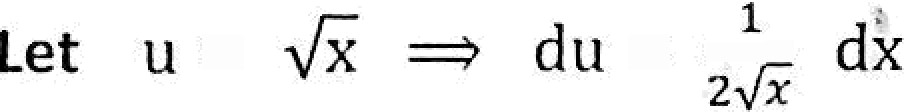 Let u √x ⟹ du 1/(2√x) dx